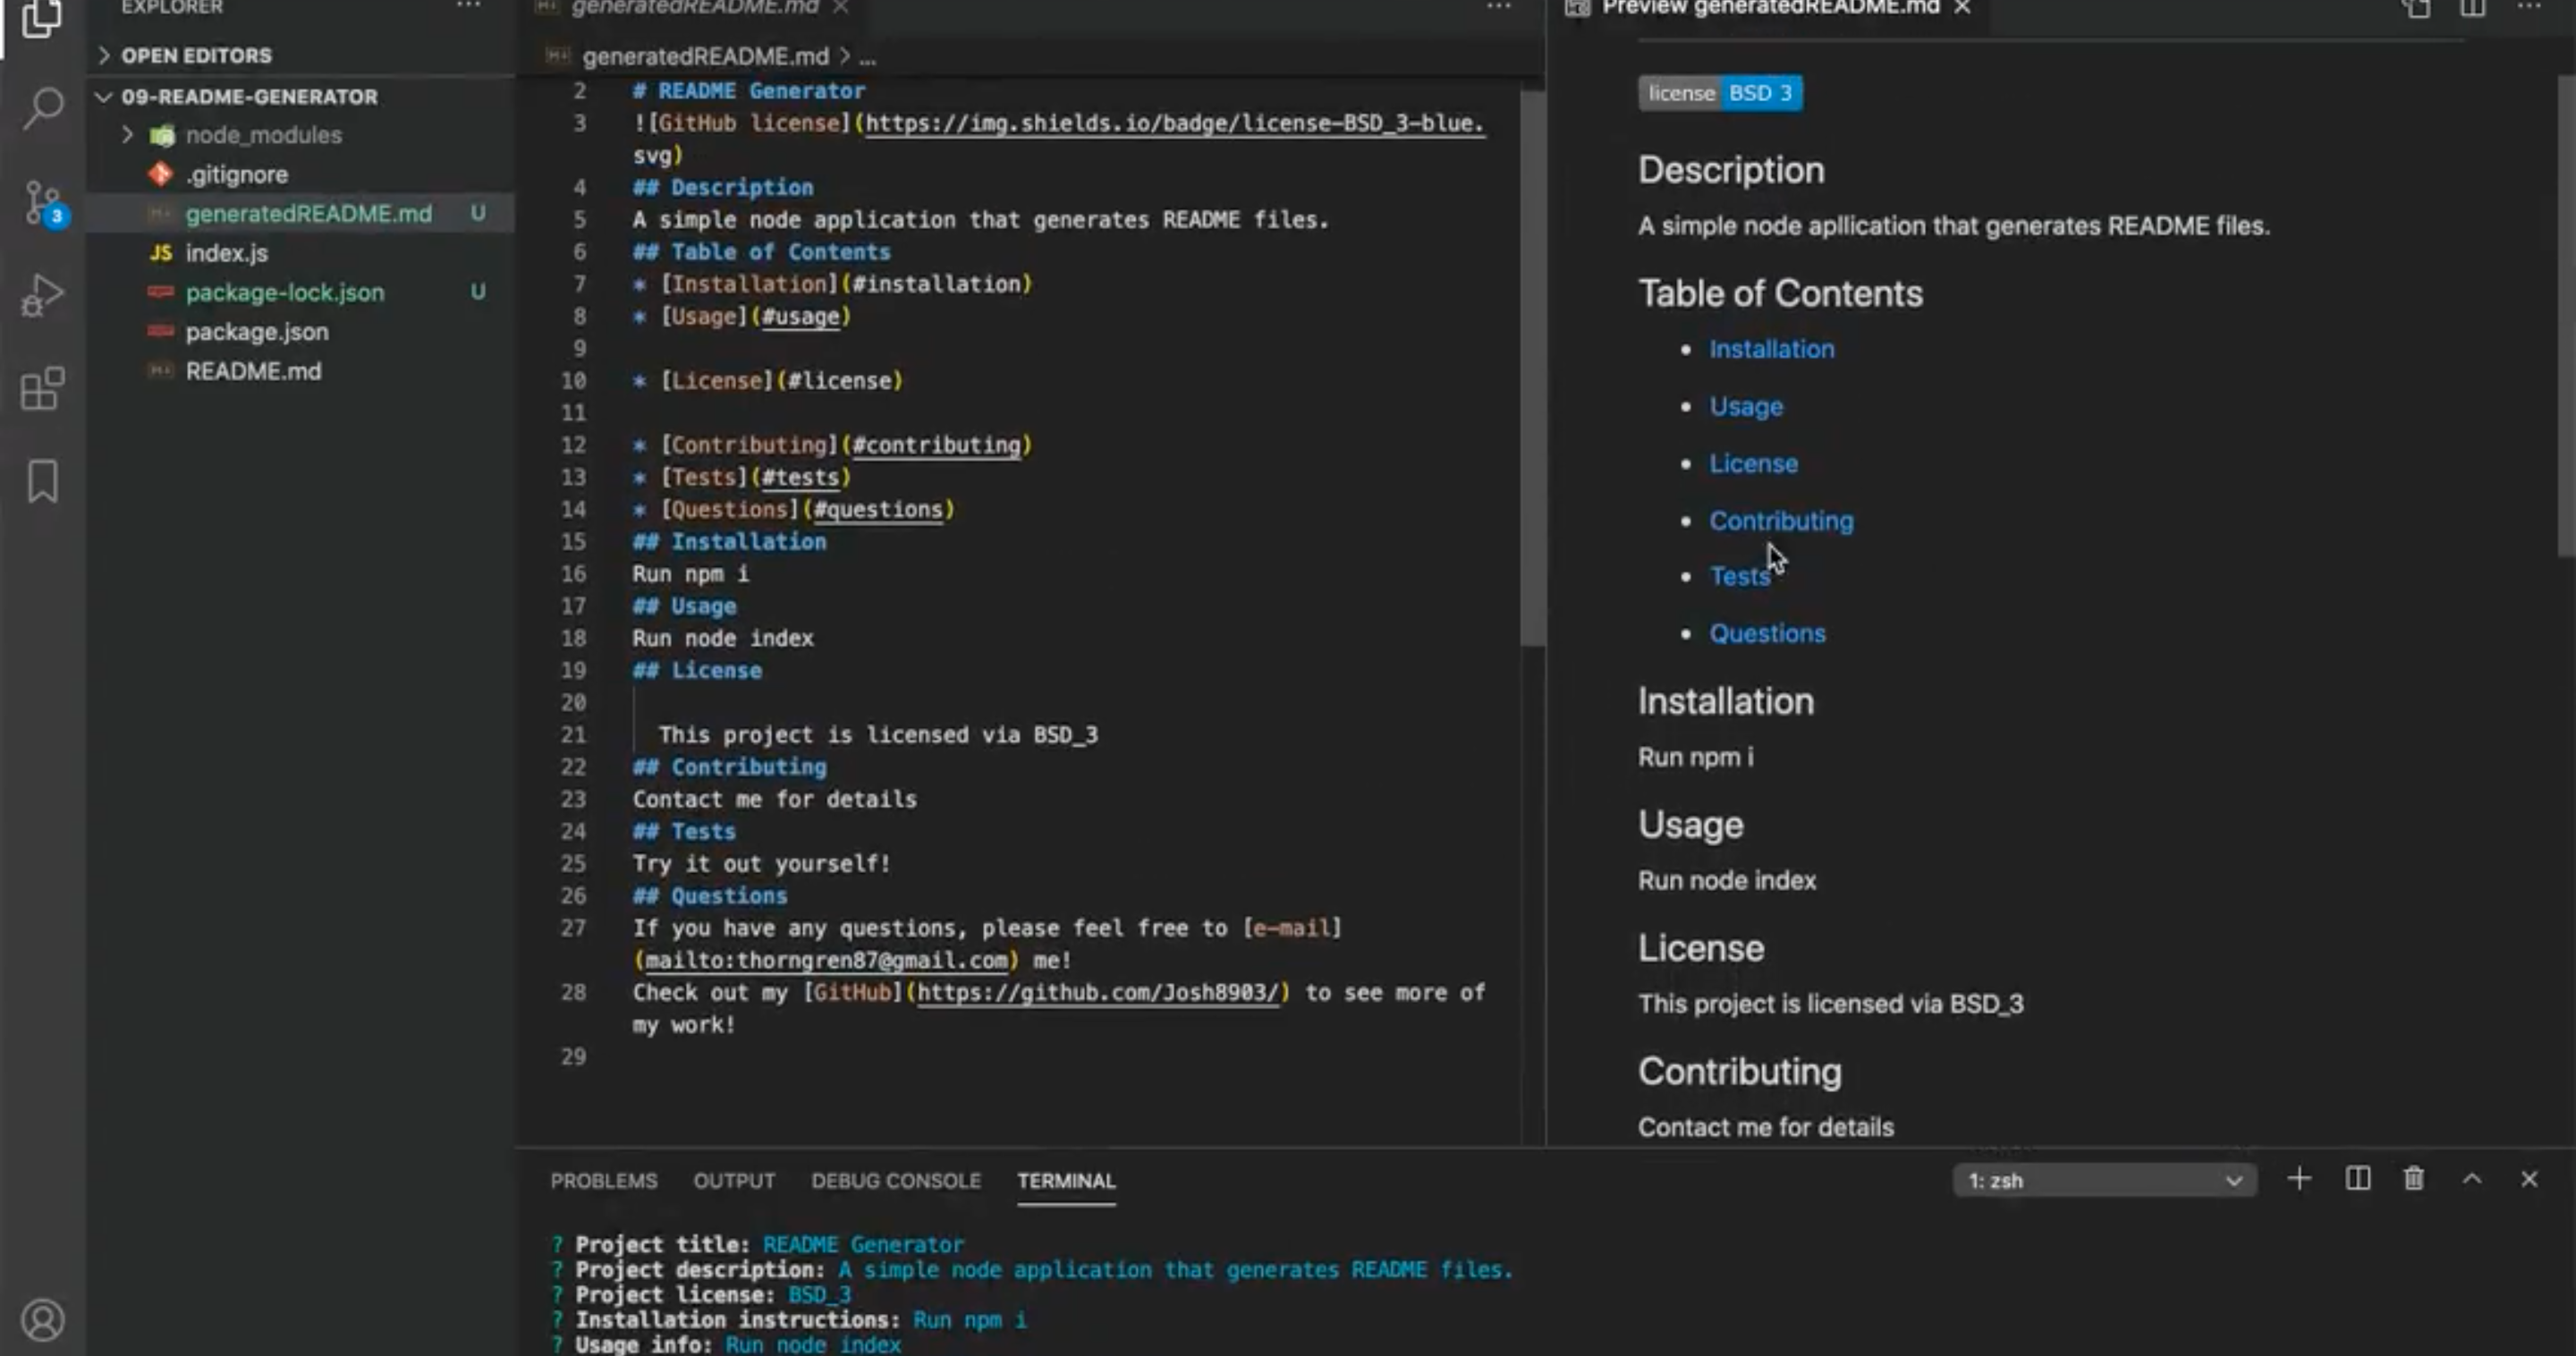 EXPLORER
OPEN EDITORS
09-README-GENERATOR
node_modules
.gitignore
generatedREADME.md U
index.js
package-lock.json U
package.json
README.md
3
JS
generatedREADME.md
generatedREADME.md > ...
2 # README Generator
3 ![GitHub license](https://img.shields.io/badge/license-BSD_3-blue.
svg)
4 ## Description
5 A simple node application that generates README files.
6 ## Table of Contents
7 * [Installation](#installation)
8 * [Usage](#usage)
9
10 * [License](#license)
11
12 * [Contributing](#contributing)
13 * [Tests](#tests)
14 * [Questions](#questions)
15 ## Installation
16 Run npm i
17 ## Usage
18 Run node index
19 ## License
20
21 This project is licensed via BSD_3
22 ## Contributing
23 Contact me for details
24 ## Tests
25 Try it out yourself!
26 ## Questions
27 If you have any questions, please feel free to [e-mail]
(mailto:thorngren87@gmail.com) me!
28 Check out my [GitHub](https://github.com/Josh8903/) to see more of
my work!
29
Preview generatedREADME.md
license BSD 3
Description
A simple node apllication that generates README files.
Table of Contents
• Installation
• Usage
• License
• Contributing
• Tests
• Questions
Installation
Run npm i
Usage
Run node index
License
This project is licensed via BSD_3
Contributing
Contact me for details
PROBLEMS OUTPUT DEBUG CONSOLE TERMINAL
1: zsh
? Project title: README Generator
? Project description: A simple node application that generates README files.
? Project license: BSD_3
? Installation instructions: Run npm i
? Usage info: Run node index